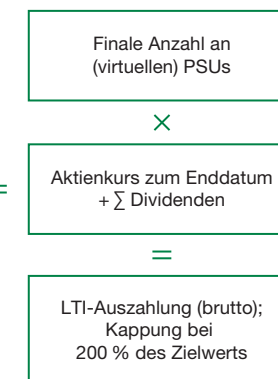 Finale Anzahl an
(virtuellen) PSUs
×
=
Aktienkurs zum Enddatum
+ ∑ Dividenden
=
LTI-Auszahlung (brutto);
Kappung bei
200 % des Zielwerts